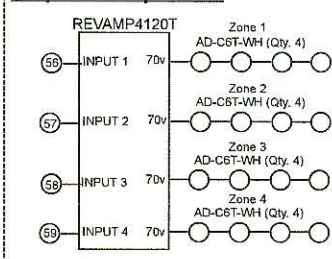 REVAMP4120T
Zone 1
AD-C6T-WH (Qty. 4)
56 INPUT 1 70v
Zone 2
AD-C6T-WH (Qty. 4)
57 INPUT 2 70v
Zone 3
AD-C6T-WH (Qty. 4)
58 INPUT 3 70v
Zone 4
AD-C6T-WH (Qty. 4)
59 INPUT 4 70v